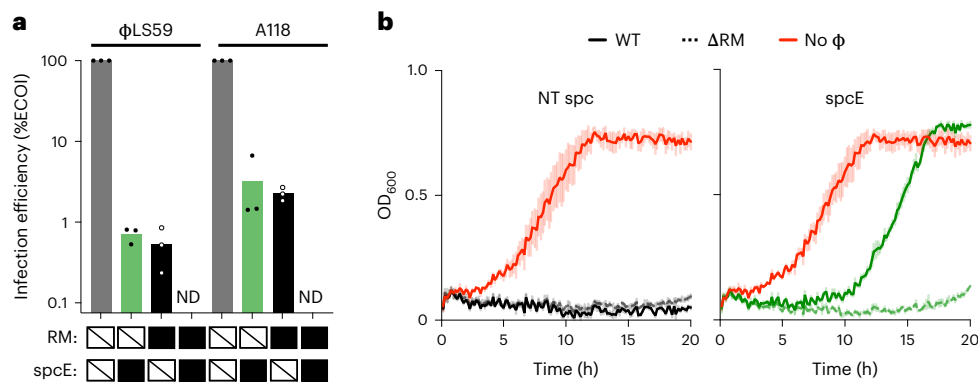 a
ϕLS59 A118
Infection efficiency (%ECOI)
100
10
1
0.1
ND ND
RM:
spcE:
b
WT ΔRM No ϕ
NT spc spcE
OD600
1.0
0.5
0
0 5 10 15 20 0 5 10 15 20
Time (h) Time (h)